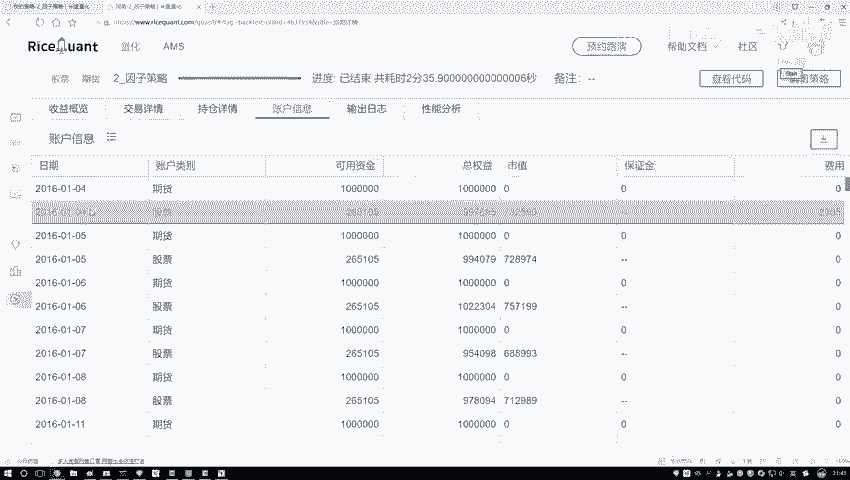 www.ricequant.com
RiceQuant 量化 AMS 预约路演 帮助文档 社区
股票 期货 2_因子策略 进度: 已结束 共耗时2分35.900000000000006秒 备注: -- 查看代码 编辑策略
收益概览 交易详情 持仓详情 账户信息 输出日志 性能分析
账户信息
日期 账户类别 可用资金 总权益 市值 保证金 费用
2016-01-04 期货 1000000 1000000 0 0 0
265105
2016-01-05 期货 1000000 1000000 0 0 0
2016-01-05 股票 265105 994079 728974 -- 0
2016-01-06 期货 1000000 1000000 0 0 0
2016-01-06 股票 265105 1022304 757199 -- 0
2016-01-07 期货 1000000 1000000 0 0 0
2016-01-07 股票 265105 954098 688993 -- 0
2016-01-08 期货 1000000 1000000 0 0 0
2016-01-08 股票 265105 978094 712989 -- 0
2016-01-11 期货 1000000 1000000 0 0 0
21:41